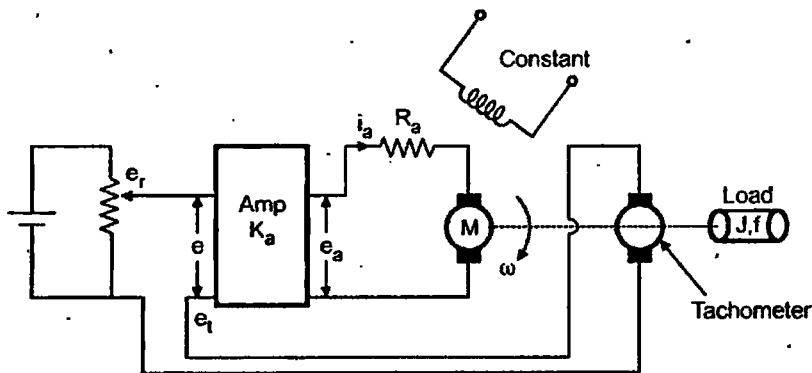 Constant
i_a
R_a
e_r
Amp
K_a
e
e_a
M
ω
Load
J,f
e_t
Tachometer